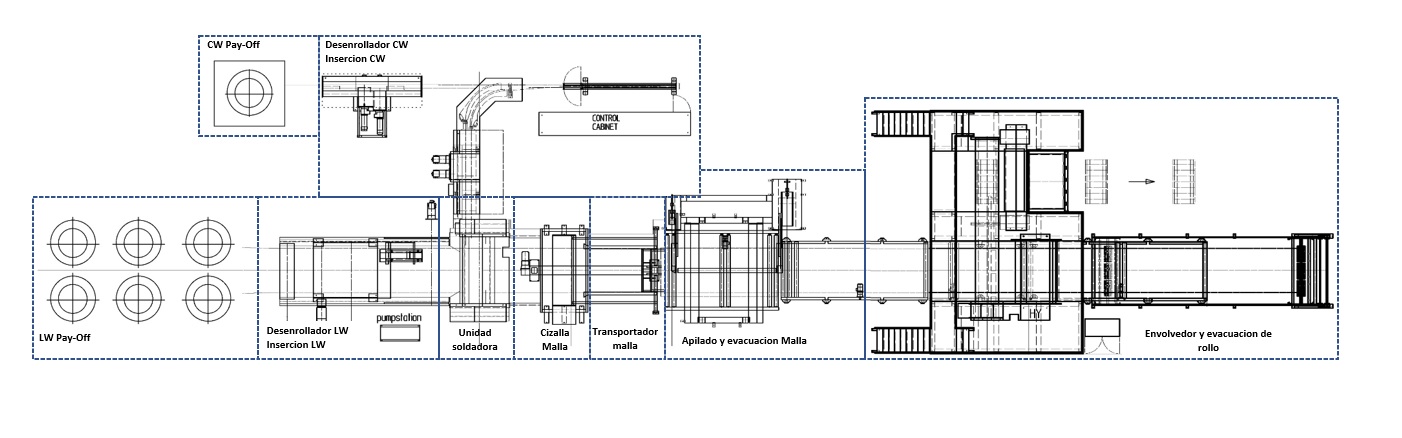 CW Pay-Off
Desenrollador CW
Insercion CW
CONTROL
CABINET
LW Pay-Off
Desenrollador LW
Insercion LW
pumpstation
Unidad
soldadora
Cizalla
Malla
Transportador
malla
Apilado y evacuacion Malla
HY
Envolvedor y evacuacion de
rollo